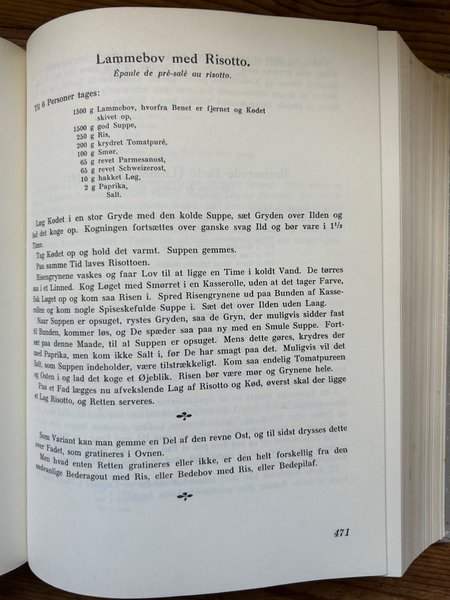 Lammebov med Risotto.
Épaule de pré-salé au risotto.
Til 6 Personer tages:
1500 g Lammebov, hvorfra Benet er fjernet og Kødet
skivet op,
1500 g god Suppe,
250 g Ris,
200 g krydret Tomatpuré,
100 g Smør,
65 g revet Parmesanost,
65 g revet Schweizerost,
10 g hakket Løg,
2 g Paprika,
Salt.
Læg Kødet i en stor Gryde med den kolde Suppe, sæt Gryden over Ilden og
lad det koge op. Kogningen fortsættes over ganske svag Ild og bør vare i 1½
Time.
Tag Kødet op og hold det varmt. Suppen gemmes.
Paa samme Tid laves Risottoen.
Risengrynene vaskes og faar Lov til at ligge en Time i koldt Vand. De tørres
saa i et Linned. Kog Løget med Smørret i en Kasserolle, uden at det tager Farve,
fisk Løget op og kom saa Risen i. Spred Risengrynene ud paa Bunden af Kasse-
rollen og kom nogle Spiseskefulde Suppe i. Sæt det over Ilden uden Laag.
Naar Suppen er opsuget, rystes Gryden, saa de Gryn, der muligvis sidder fast
til Bunden, kommer løs, og De spæder saa paa ny med en Smule Suppe. Fort-
sæt paa denne Maade, til al Suppen er opsuget. Mens dette gøres, krydres der
med Paprika, men kom ikke Salt i, før De har smagt paa det. Muligvis vil det
Salt, som Suppen indeholder, være tilstrækkeligt. Kom saa endelig Tomatpureen
og Osten i og lad det koge et Øjeblik. Risen bør være mør og Grynene hele.
Paa et Fad lægges nu afvekslende Lag af Risotto og Kød, øverst skal der ligge
et Lag Risotto, og Retten serveres.
Som Variant kan man gemme en Del af den revne Ost, og til sidst drysses dette
over Fadet, som gratineres i Ovnen.
Men hvad enten Retten gratineres eller ikke, er den helt forskellig fra den
sædvanlige Bederagout med Ris, eller Bedebov med Ris, eller Bedepilaf.
471